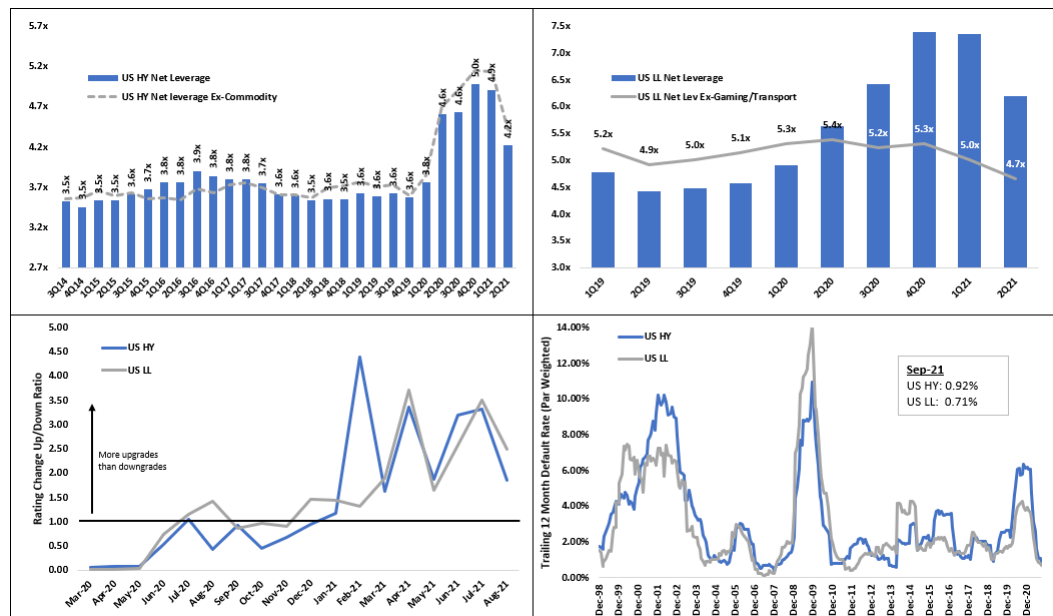 5.7x
5.2x
4.7x
4.2x
3.7x
3.2x
2.7x
US HY Net Leverage
US HY Net leverage Ex-Commodity
3.5x
3.5x
3.5x
3.5x
3.6x
3.7x
3.8x
3.8x
3.9x
3.8x
3.8x
3.8x
3.7x
3.6x
3.6x
3.5x
3.6x
3.5x
3.6x
3.6x
3.6x
3.6x
3.8x
4.6x
4.6x
5.0x
4.9x
4.2x
3Q14
4Q14
1Q15
2Q15
3Q15
4Q15
1Q16
2Q16
3Q16
4Q16
1Q17
2Q17
3Q17
4Q17
1Q18
2Q18
3Q18
4Q18
1Q19
2Q19
3Q19
4Q19
1Q20
2Q20
3Q20
4Q20
1Q21
2Q21
7.5x
7.0x
6.5x
6.0x
5.5x
5.0x
4.5x
4.0x
3.5x
3.0x
US LL Net Leverage
US LL Net Lev Ex-Gaming/Transport
5.2x
4.9x
5.0x
5.1x
5.3x
5.4x
5.2x
5.3x
5.0x
4.7x
1Q19
2Q19
3Q19
4Q19
1Q20
2Q20
3Q20
4Q20
1Q21
2Q21
Rating Change Up/Down Ratio
5.00
4.50
4.00
3.50
3.00
2.50
2.00
1.50
1.00
0.50
0.00
US HY
US LL
More upgrades
than downgrades
Mar-20
Apr-20
May-20
Jun-20
Jul-20
Aug-20
Sep-20
Oct-20
Nov-20
Dec-20
Jan-21
Feb-21
Mar-21
Apr-21
May-21
Jun-21
Jul-21
Aug-21
Trailing 12 Month Default Rate (Par Weighted)
14.00%
12.00%
10.00%
8.00%
6.00%
4.00%
2.00%
0.00%
US HY
US LL
Sep-21
US HY: 0.92%
US LL: 0.71%
Dec-98
Dec-99
Dec-00
Dec-01
Dec-02
Dec-03
Dec-04
Dec-05
Dec-06
Dec-07
Dec-08
Dec-09
Dec-10
Dec-11
Dec-12
Dec-13
Dec-14
Dec-15
Dec-16
Dec-17
Dec-18
Dec-19
Dec-20